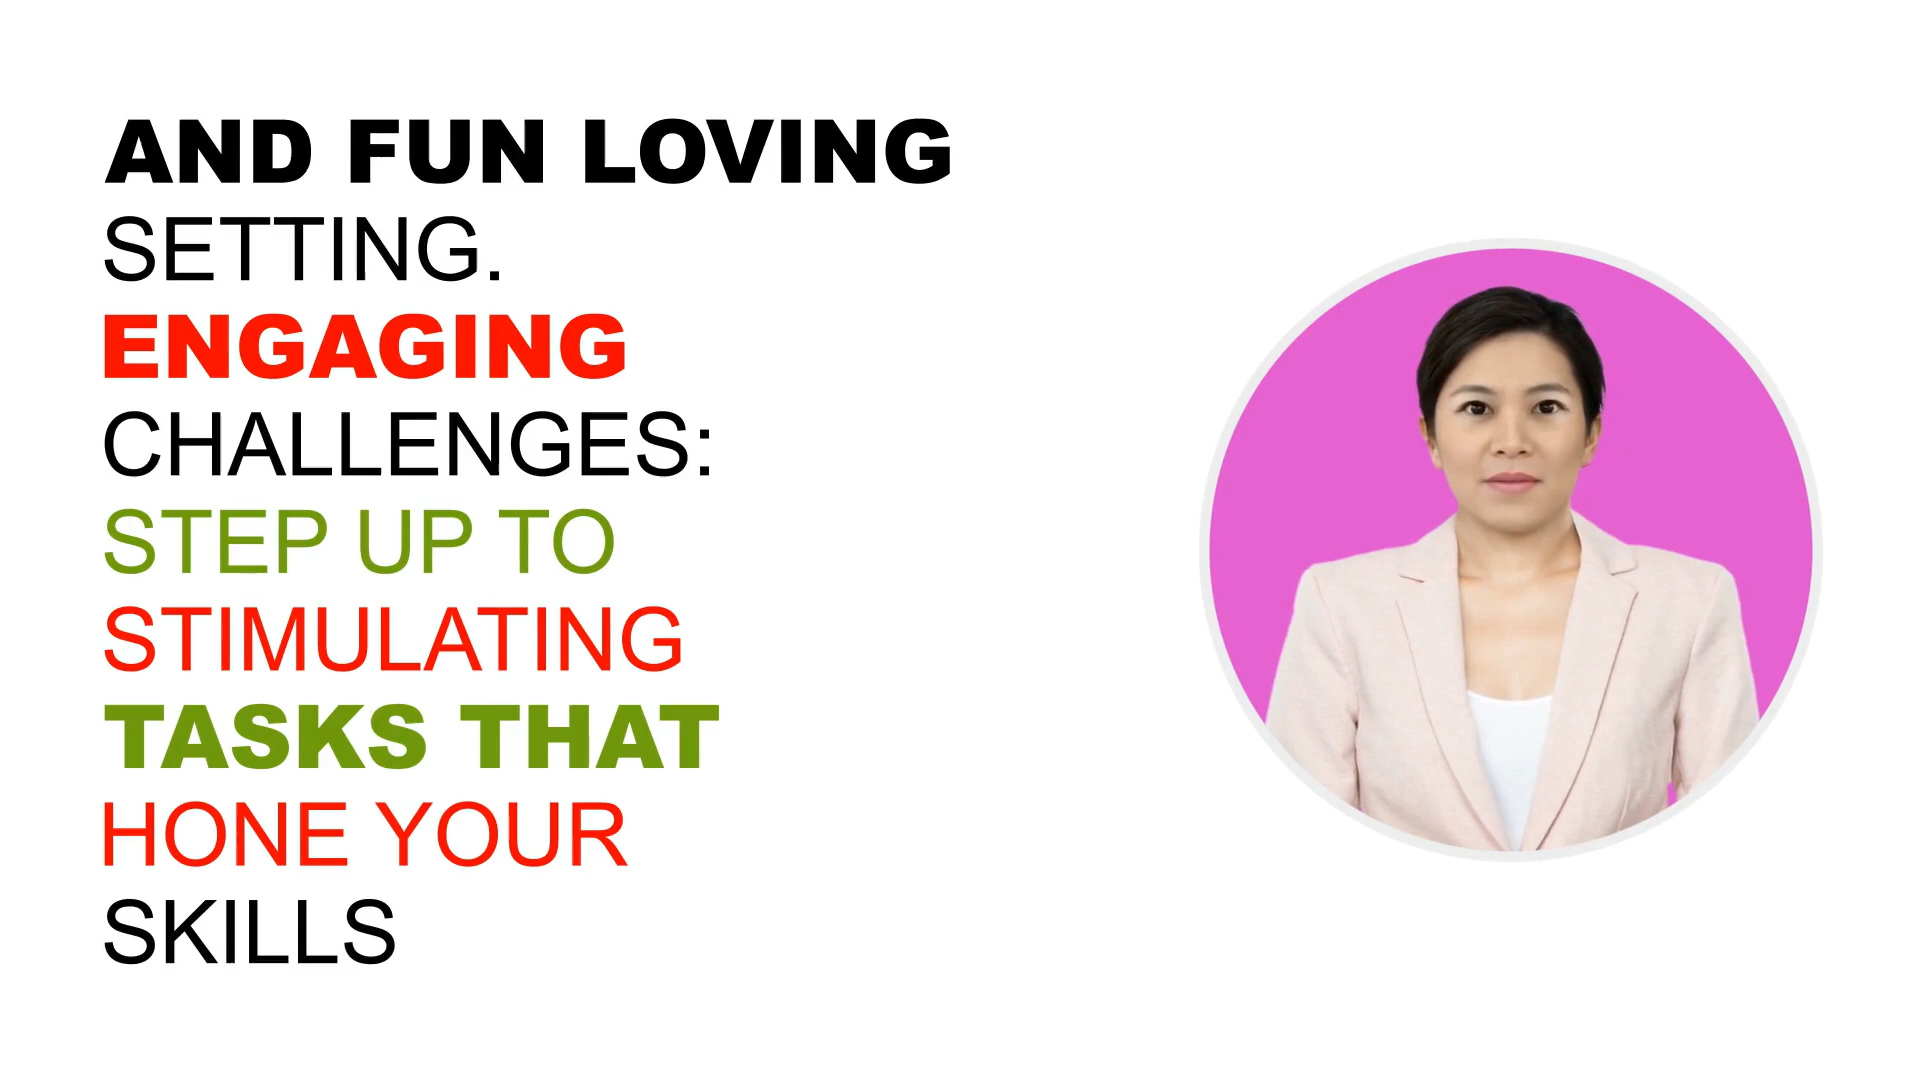 AND FUN LOVING
SETTING.
ENGAGING
CHALLENGES:
STEP UP TO
STIMULATING
TASKS THAT
HONE YOUR
SKILLS